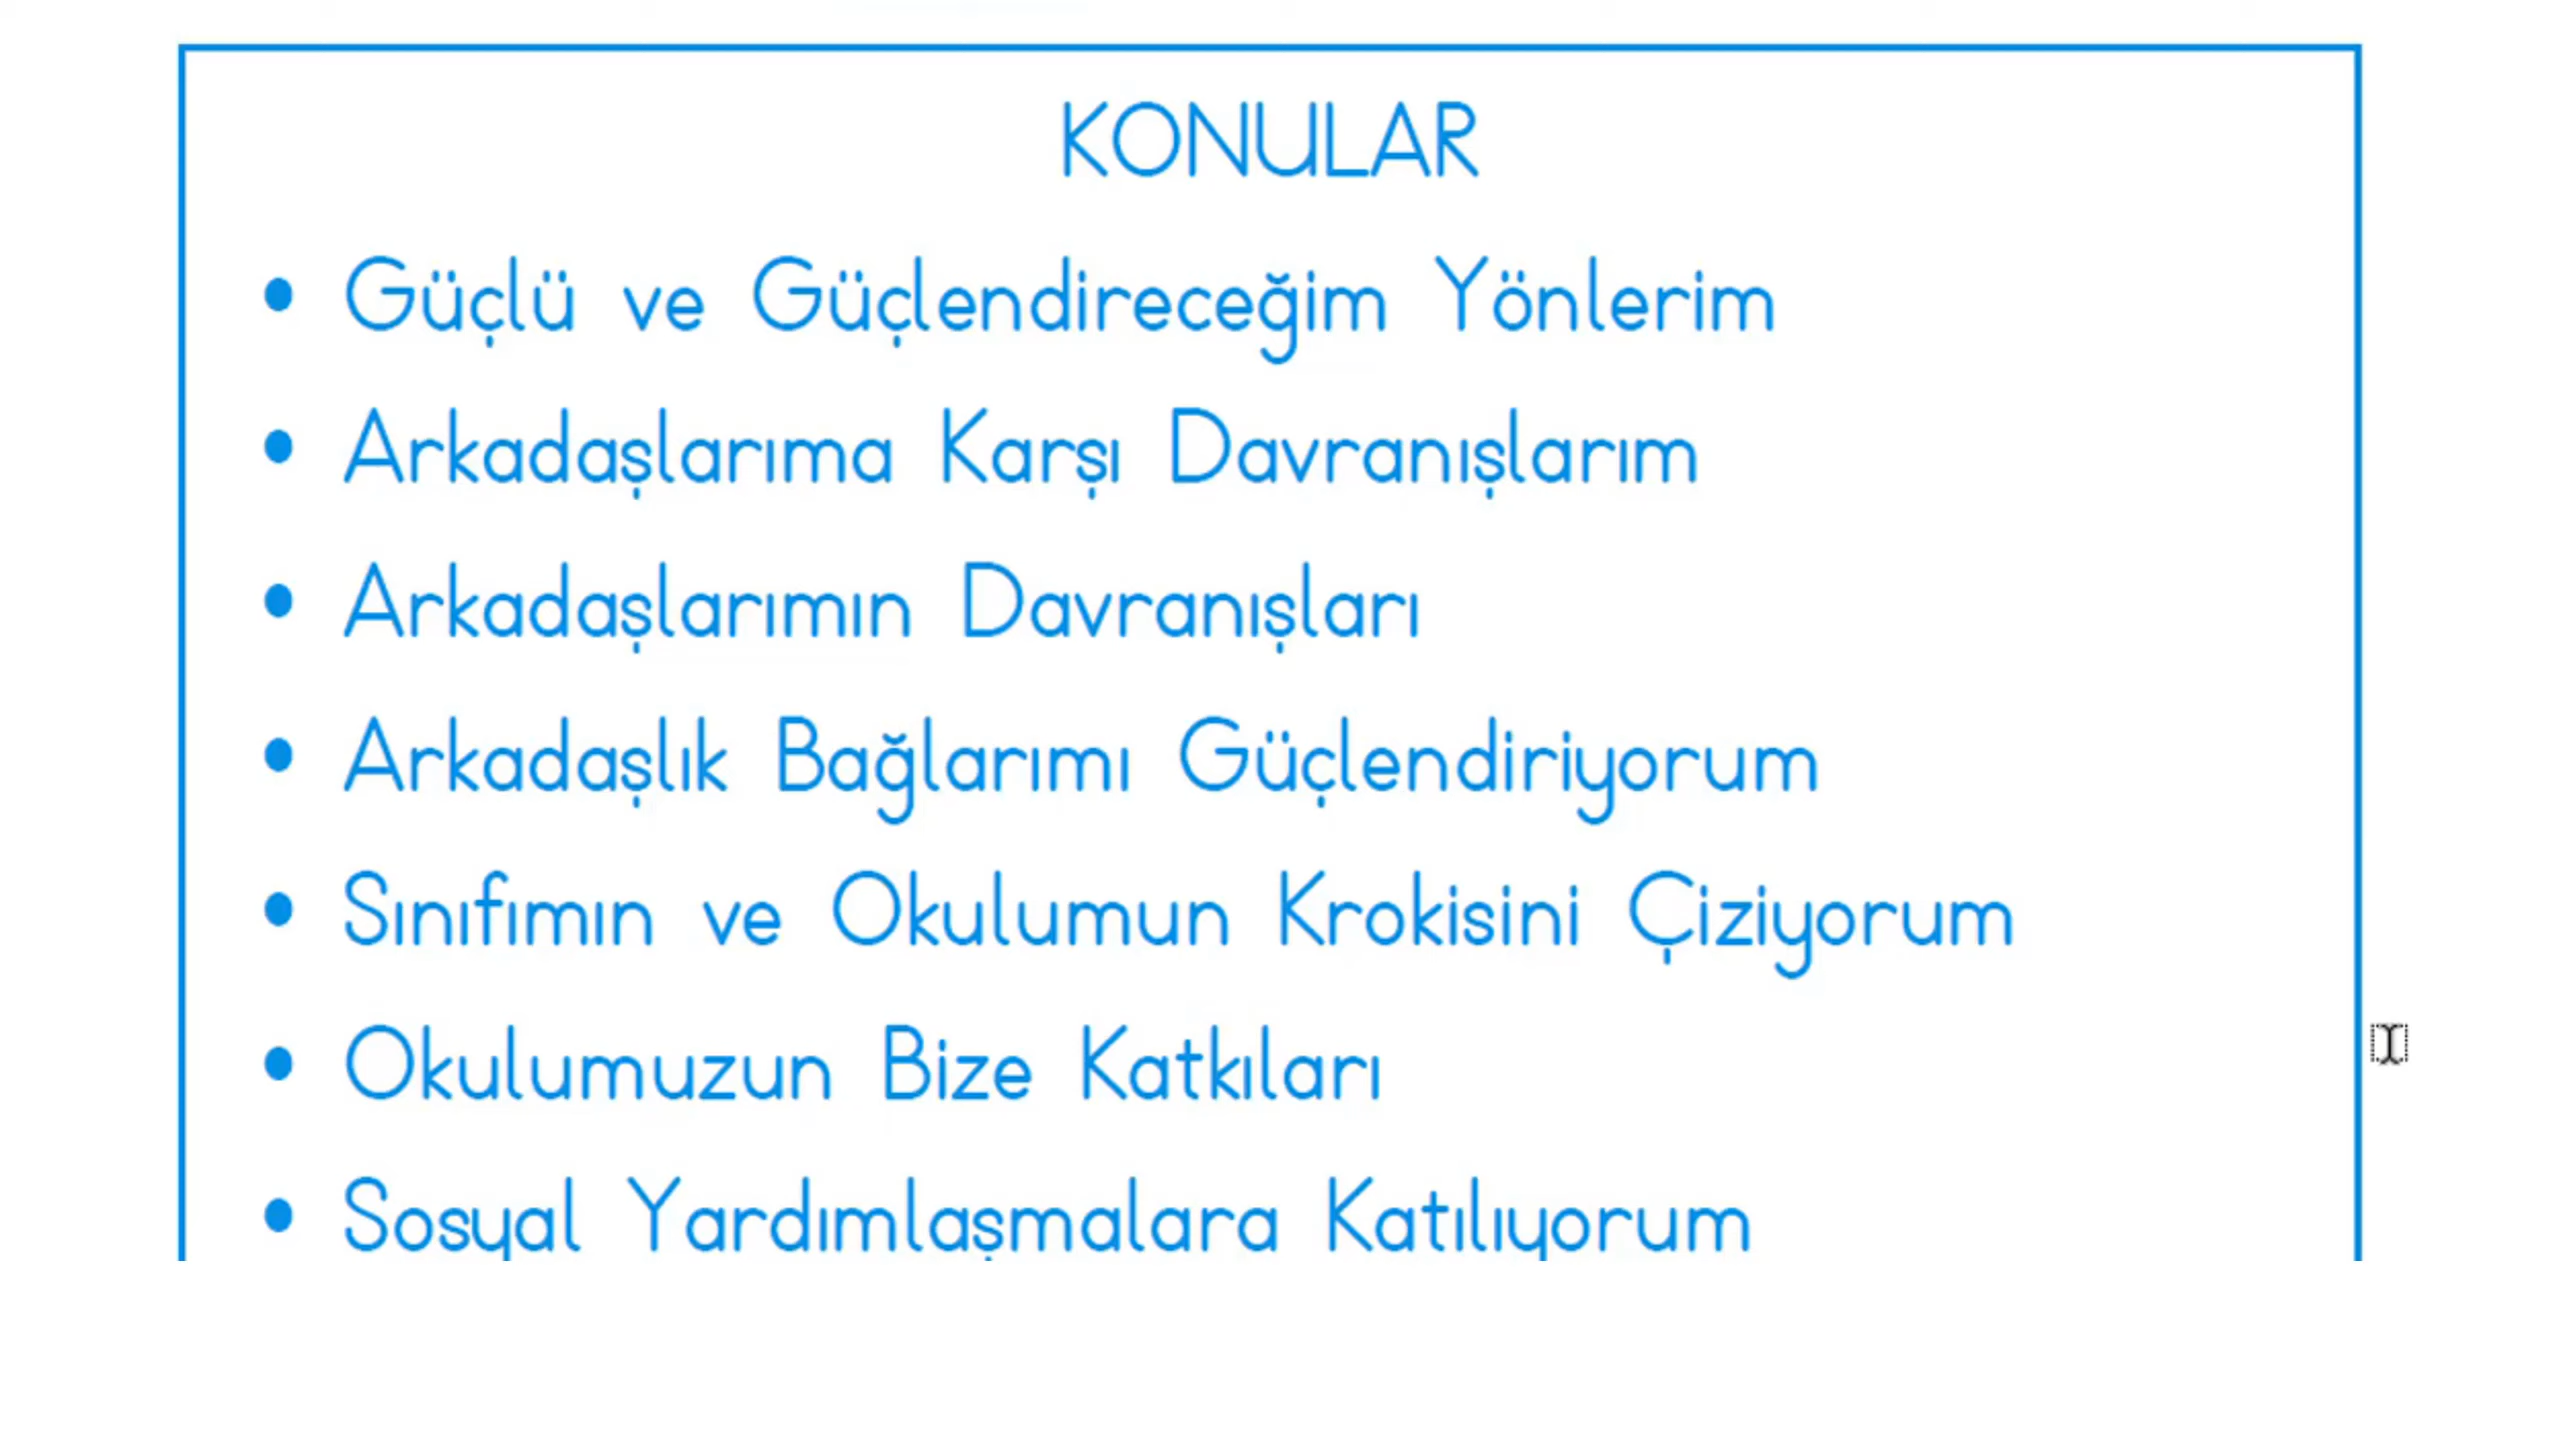 KONULAR
• Güçlü ve Güçlendireceğim Yönlerim
• Arkadaşlarıma Karşı Davranışlarım
• Arkadaşlarımın Davranışları
• Arkadaşlık Bağlarımı Güçlendiriyorum
• Sınıfımın ve Okulumun Krokisini Çiziyorum
• Okulumuzun Bize Katkıları
• Sosyal Yardımlaşmalara Katılıyorum